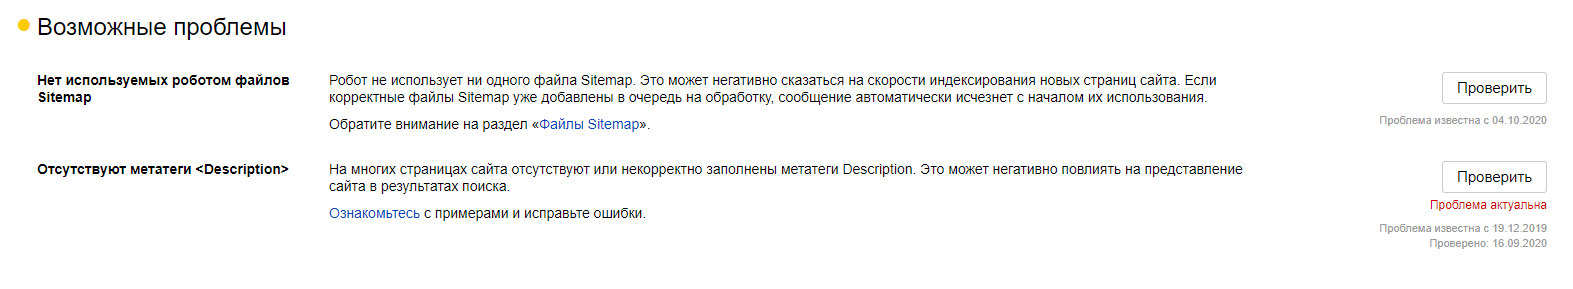 Возможные проблемы
Нет используемых роботом файлов
Sitemap
Робот не использует ни одного файла Sitemap. Это может негативно сказаться на скорости индексирования новых страниц сайта. Если
корректные файлы Sitemap уже добавлены в очередь на обработку, сообщение автоматически исчезнет с началом их использования.
Обратите внимание на раздел «Файлы Sitemap».
Проверить
Проблема известна с 04.10.2020
Отсутствуют метатеги <Description>
На многих страницах сайта отсутствуют или некорректно заполнены метатеги Description. Это может негативно повлиять на представление
сайта в результатах поиска.
Ознакомьтесь с примерами и исправьте ошибки.
Проверить
Проблема актуальна
Проблема известна с 19.12.2019
Проверено: 16.09.2020